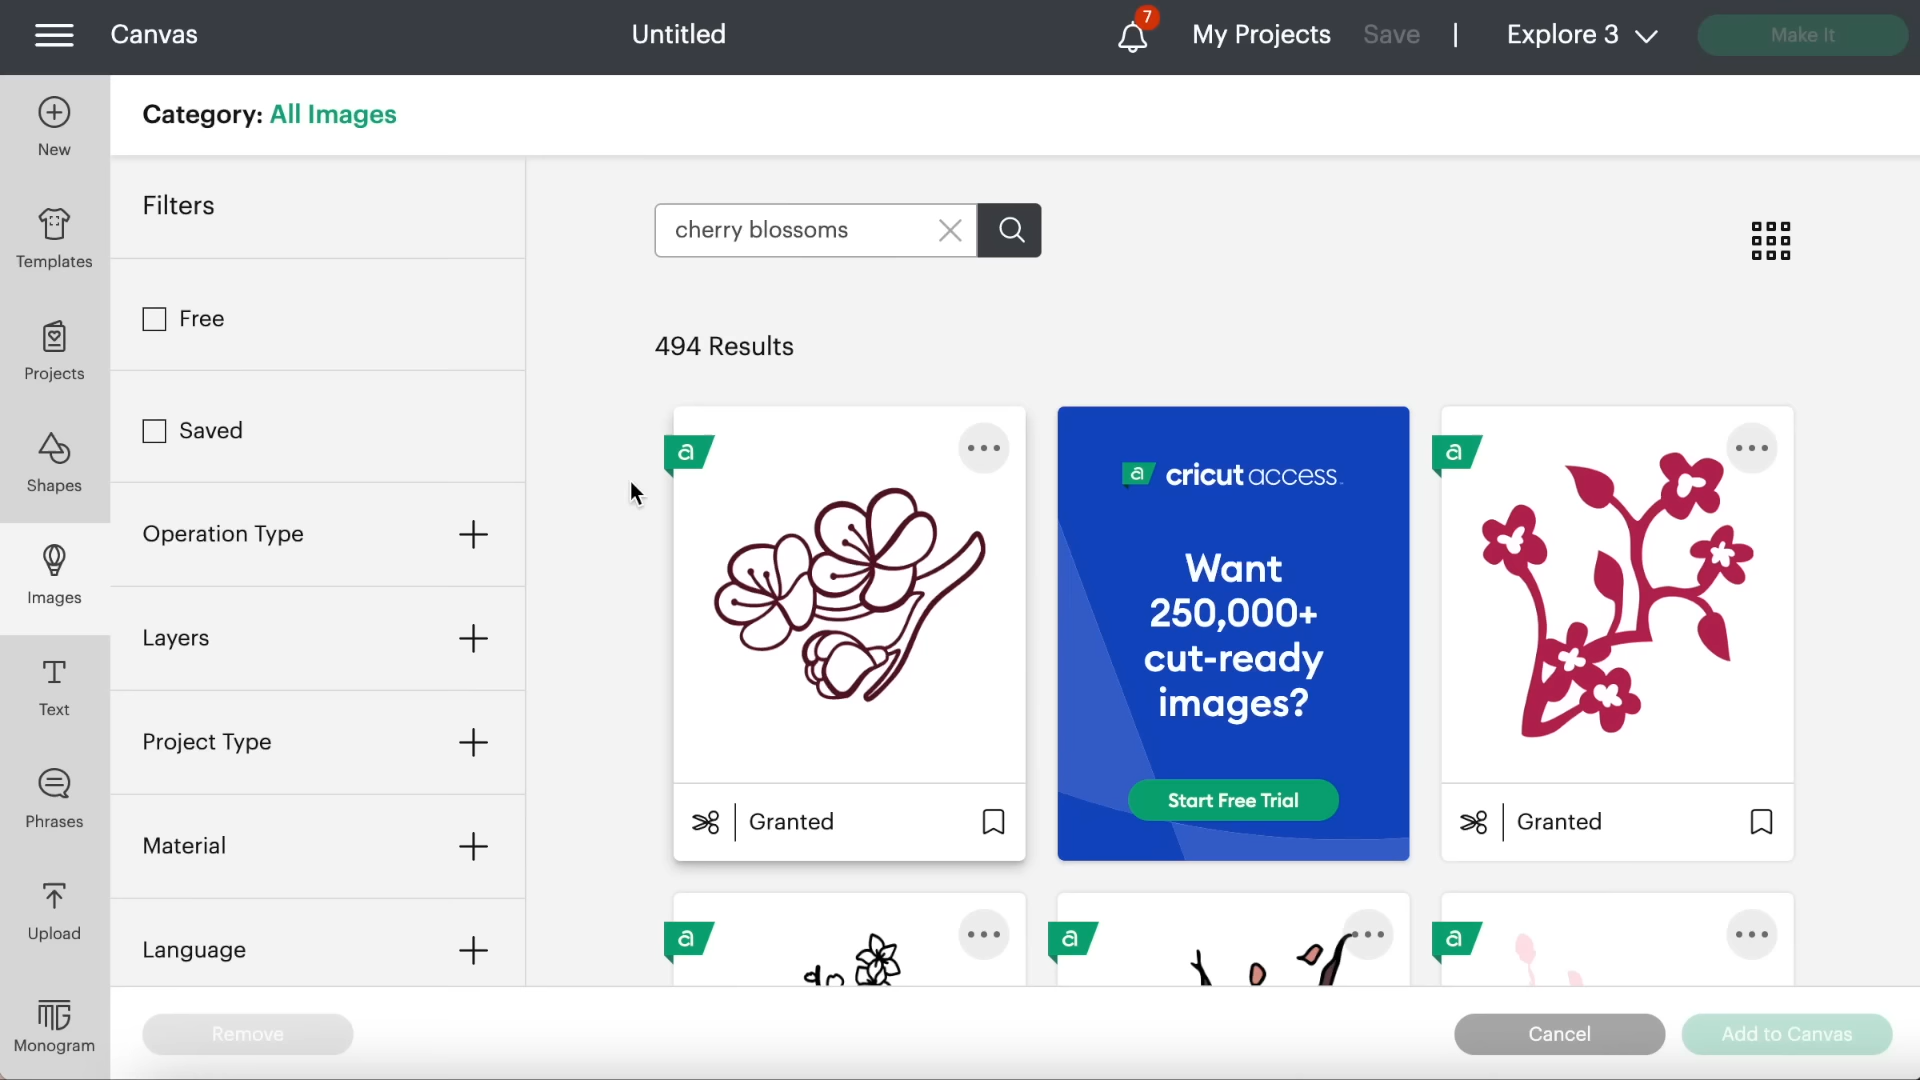 Canvas
Untitled
7
My Projects
Save
|
Explore 3
Make It
New
Templates
Projects
Shapes
Images
Text
Phrases
Upload
MG
Monogram
Category: All Images
Filters
Free
Saved
Operation Type
Layers
Project Type
Material
Language
cherry blossoms
494 Results
a
Granted
a cricut access
Want
250,000+
cut-ready
images?
Start Free Trial
a
Granted
a
a
a
Remove
Cancel
Add to Canvas